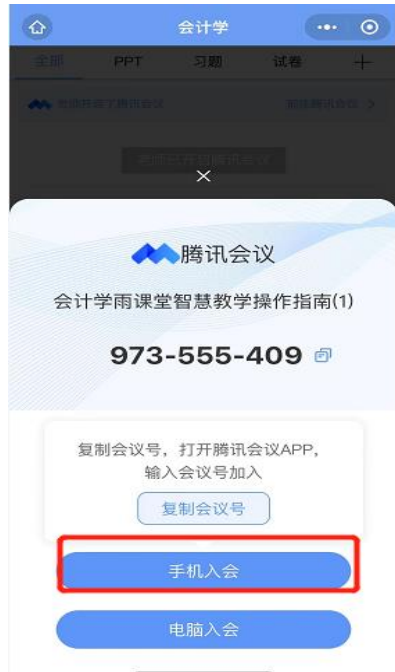 会计学
全部 PPT 习题 试卷
腾讯会议
会计学雨课堂智慧教学操作指南(1)
973-555-409
复制会议号，打开腾讯会议APP，
输入会议号加入
复制会议号
手机入会
电脑入会